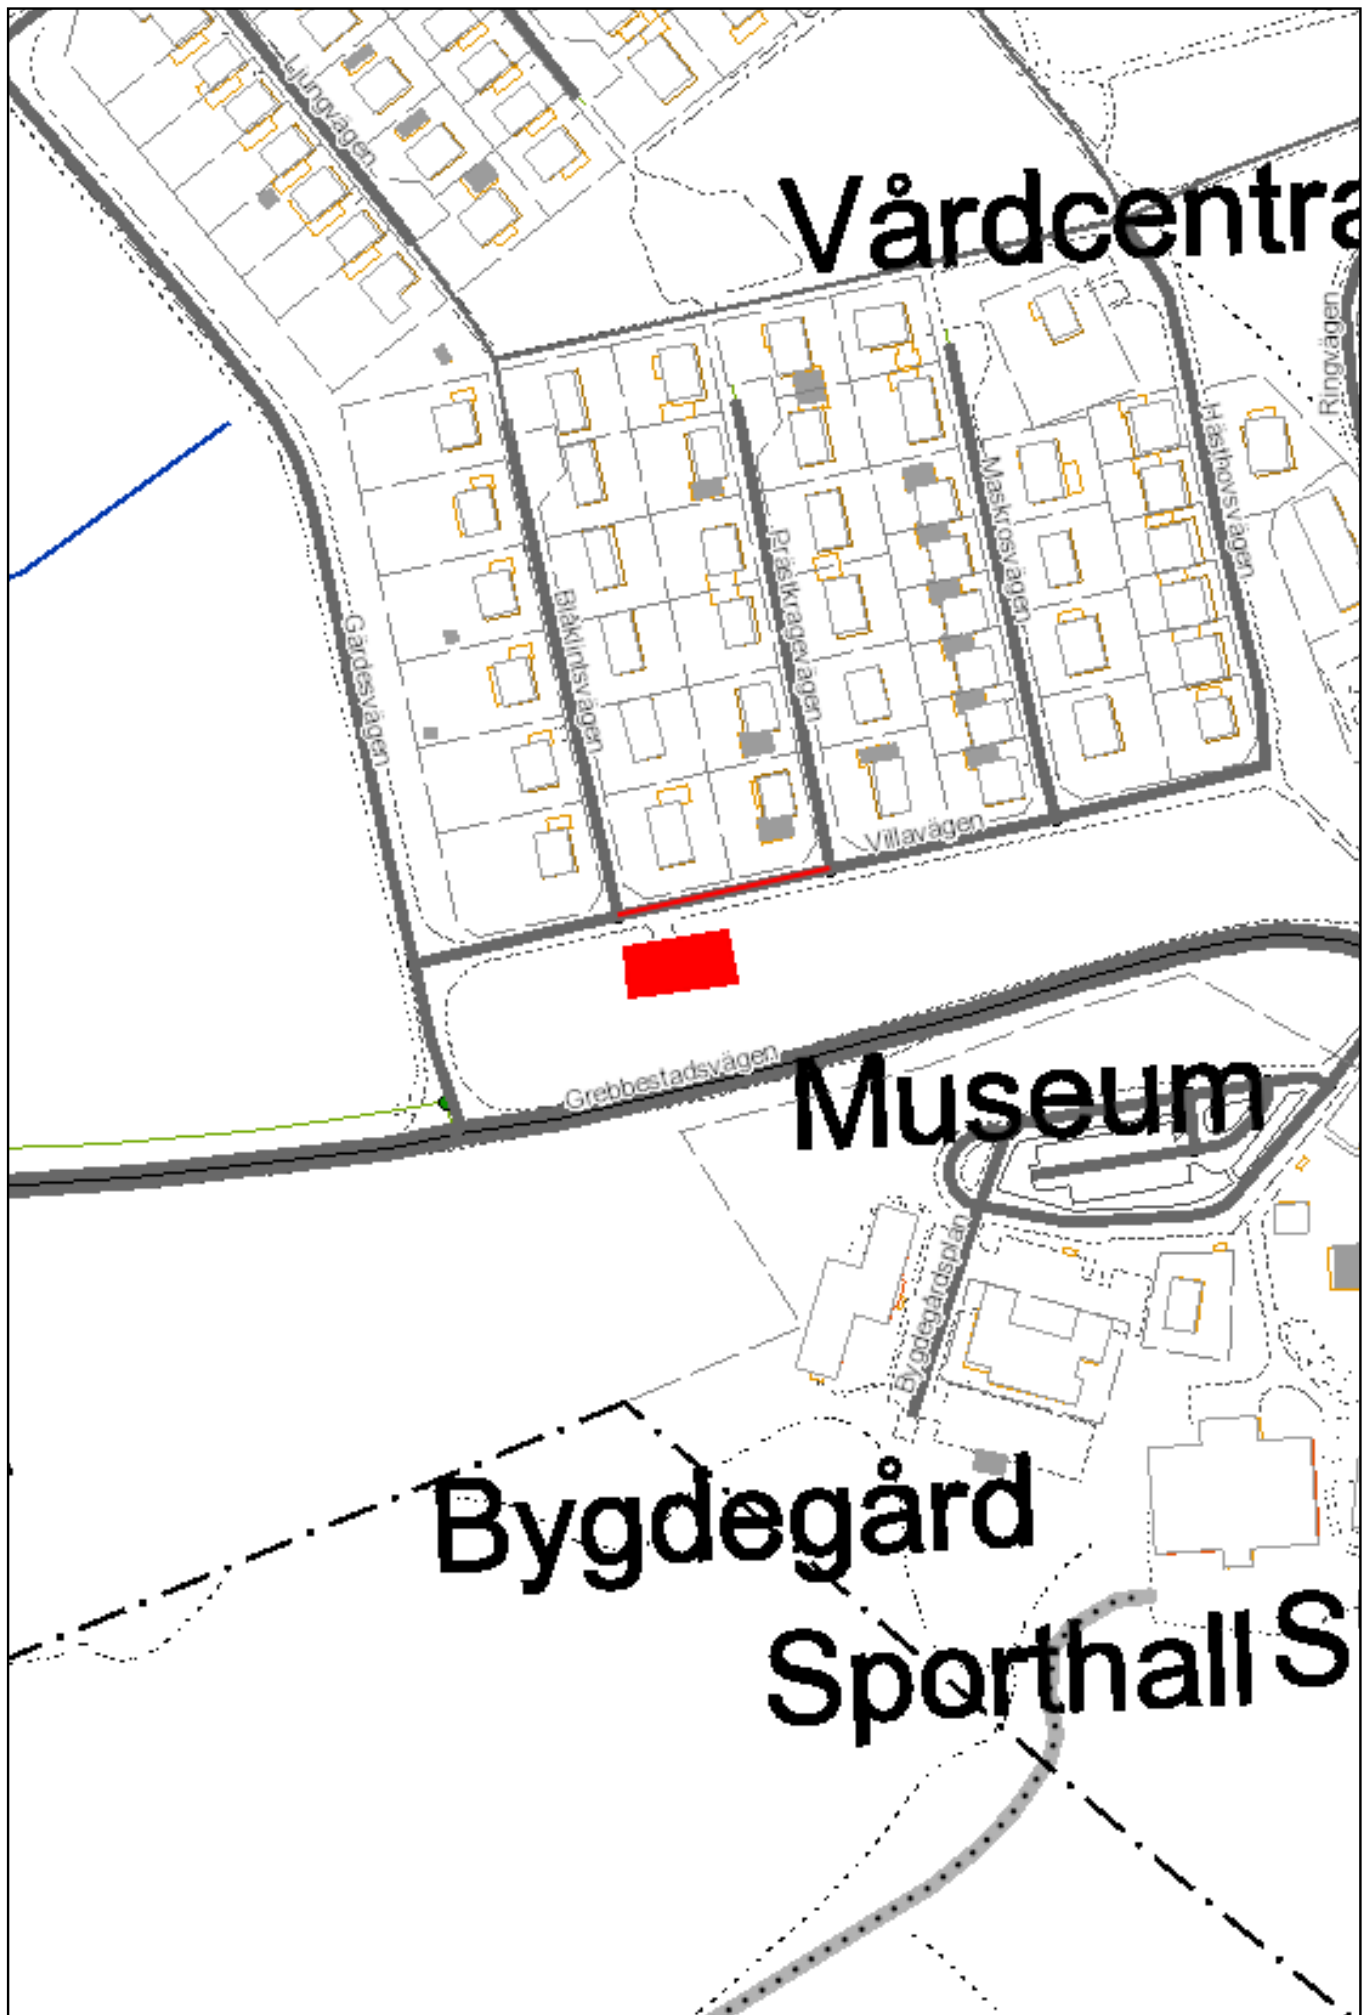 Ljungvägen
Vårdcentra
Ringvägen
Hästhovsvägen
Maskrosvägen
Prästkragevägen
Blåklintsvägen
Gärdesvägen
Villavägen
Grebbestadsvägen
Museum
Bygdegårdsplan
Bygdegård
Sporthall
S